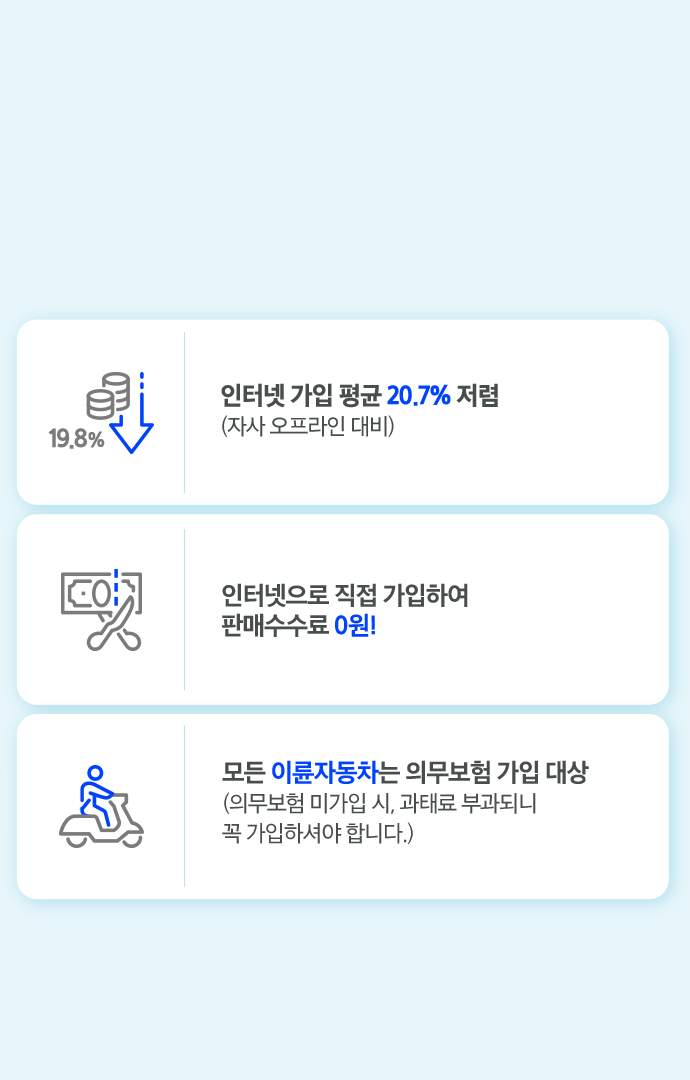 19.8%
인터넷 가입 평균 20.7% 저렴
(자사 오프라인 대비)
인터넷으로 직접 가입하여
판매수수료 0원!
모든 이륜자동차는 의무보험 가입 대상
(의무보험 미가입 시, 과태료 부과되니
꼭 가입하셔야 합니다.)